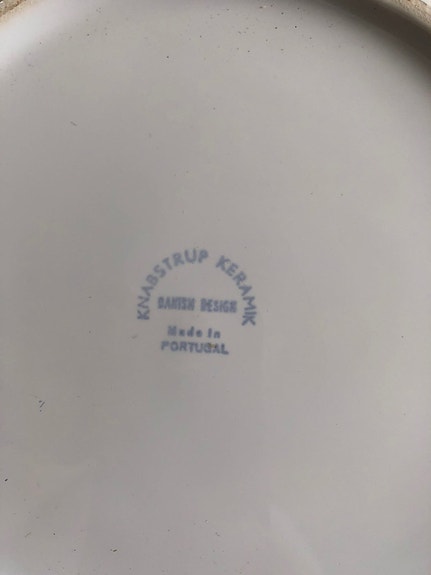 KNABSTRUP KERAMIK
DANISH DESIGN
Made in
PORTUGAL